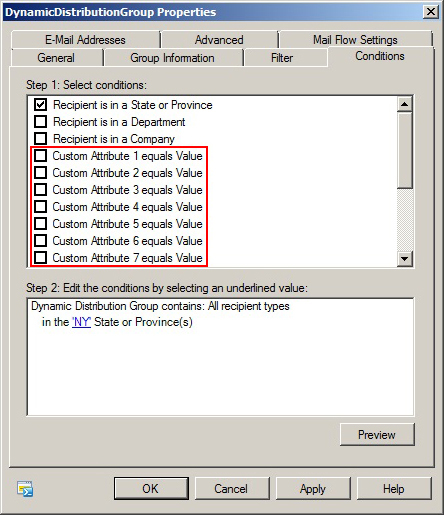 DynamicDistributionGroup Properties
E-Mail Addresses Advanced Mail Flow Settings
General Group Information Filter Conditions
Step 1: Select conditions:
Recipient is in a State or Province
Recipient is in a Department
Recipient is in a Company
Custom Attribute 1 equals Value
Custom Attribute 2 equals Value
Custom Attribute 3 equals Value
Custom Attribute 4 equals Value
Custom Attribute 5 equals Value
Custom Attribute 6 equals Value
Custom Attribute 7 equals Value
Step 2: Edit the conditions by selecting an underlined value:
Dynamic Distribution Group contains: All recipient types
in the 'NY' State or Province(s)
Preview
OK Cancel Apply Help